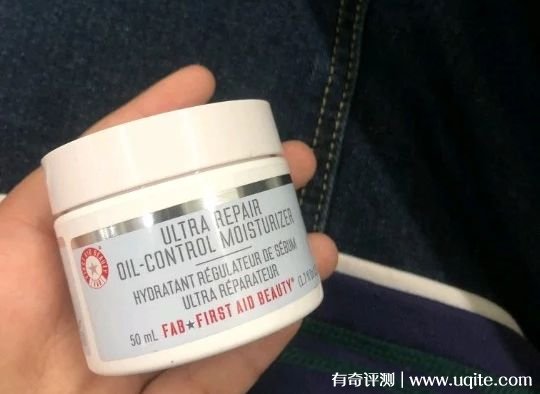 ULTRA REPAIR
OIL-CONTROL MOISTURIZER
HYDRATANT RÉGULATEUR DE SÉBUM
ULTRA RÉPARATEUR
50 mL FAB★FIRST AID BEAUTY®
有奇评测 | www.uqite.com